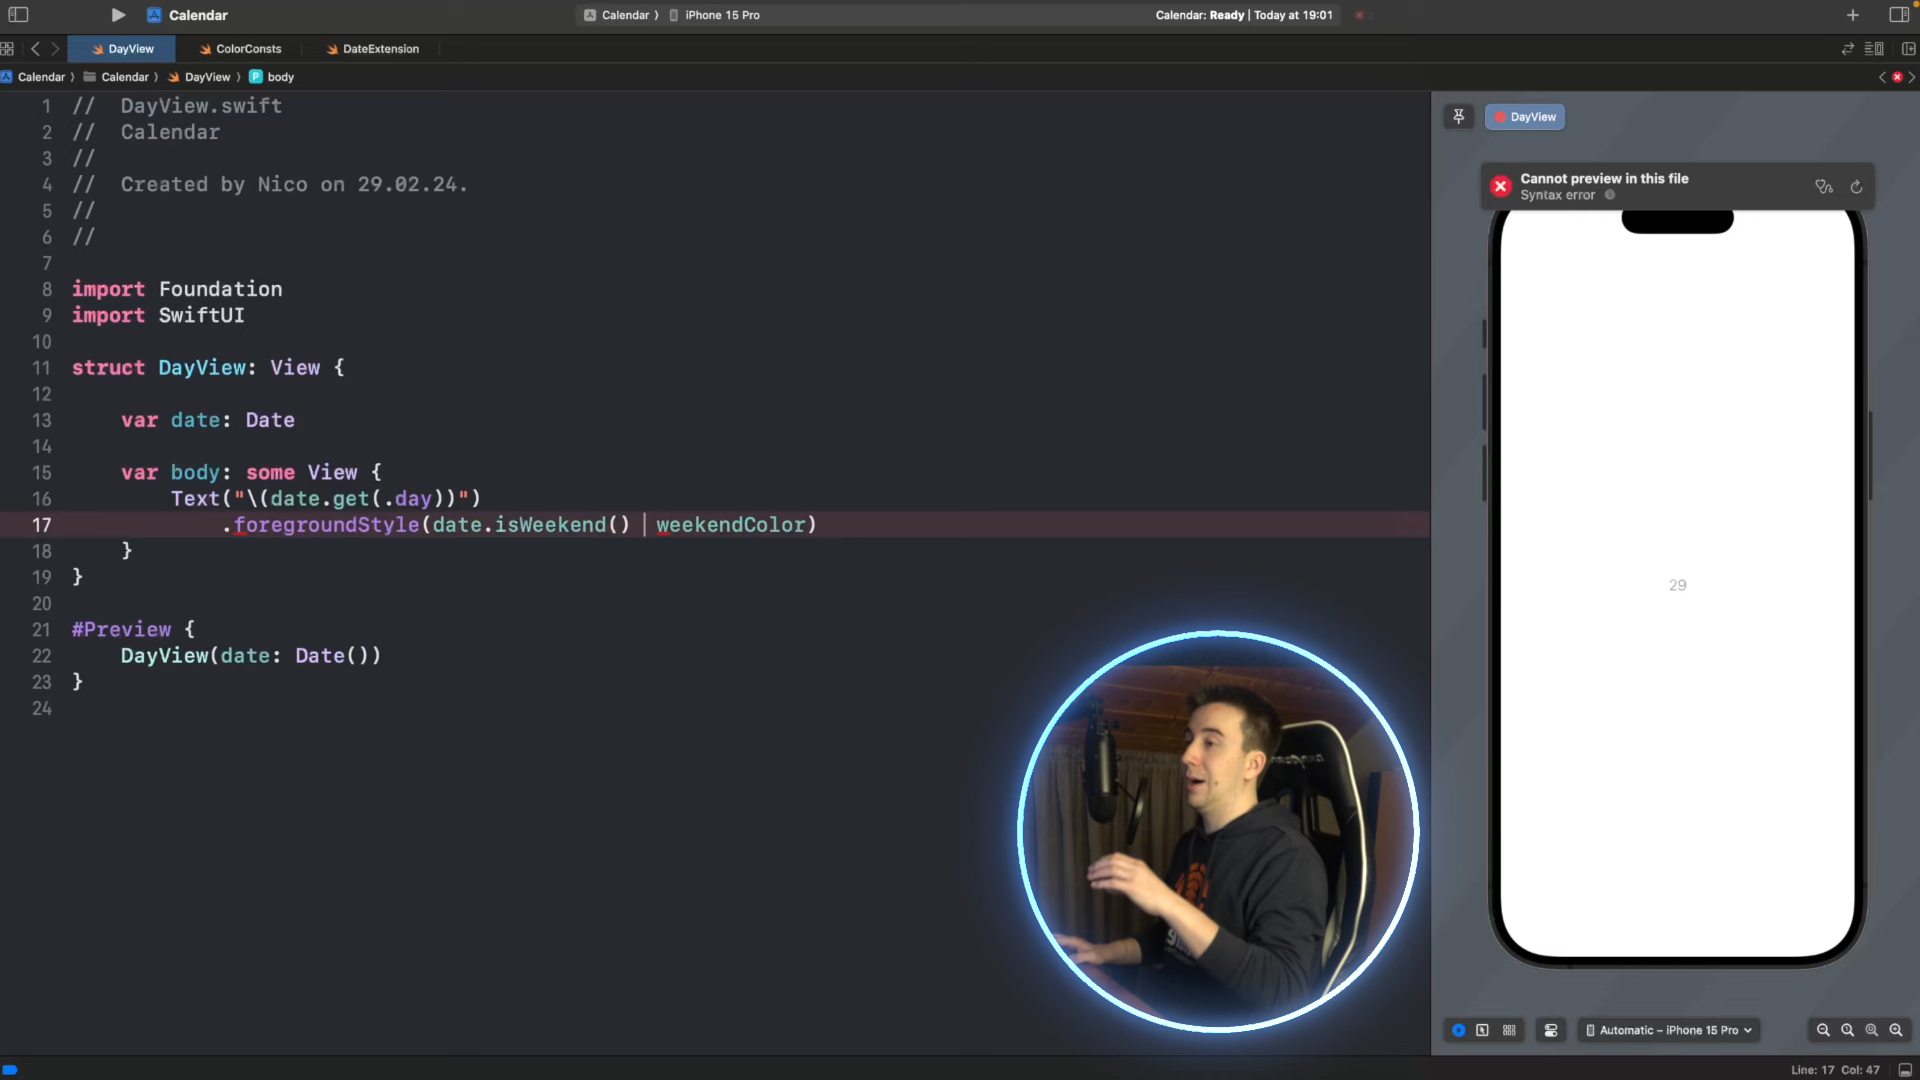 Calendar
Calendar 〉 iPhone 15 Pro
Calendar: Ready | Today at 19:01
DayView
ColorConsts
DateExtension
Calendar 〉 Calendar 〉 DayView 〉 P body
1 // DayView.swift
2 // Calendar
3 //
4 // Created by Nico on 29.02.24.
5 //
6 //
7
8 import Foundation
9 import SwiftUI
10
11 struct DayView: View {
12
13 var date: Date
14
15 var body: some View {
16 Text("\(date.get(.day))")
17 .foregroundStyle(date.isWeekend() weekendColor)
18 }
19 }
20
21 #Preview {
22 DayView(date: Date())
23 }
24
DayView
Cannot preview in this file
Syntax error
29
Automatic – iPhone 15 Pro
Line: 17 Col: 47